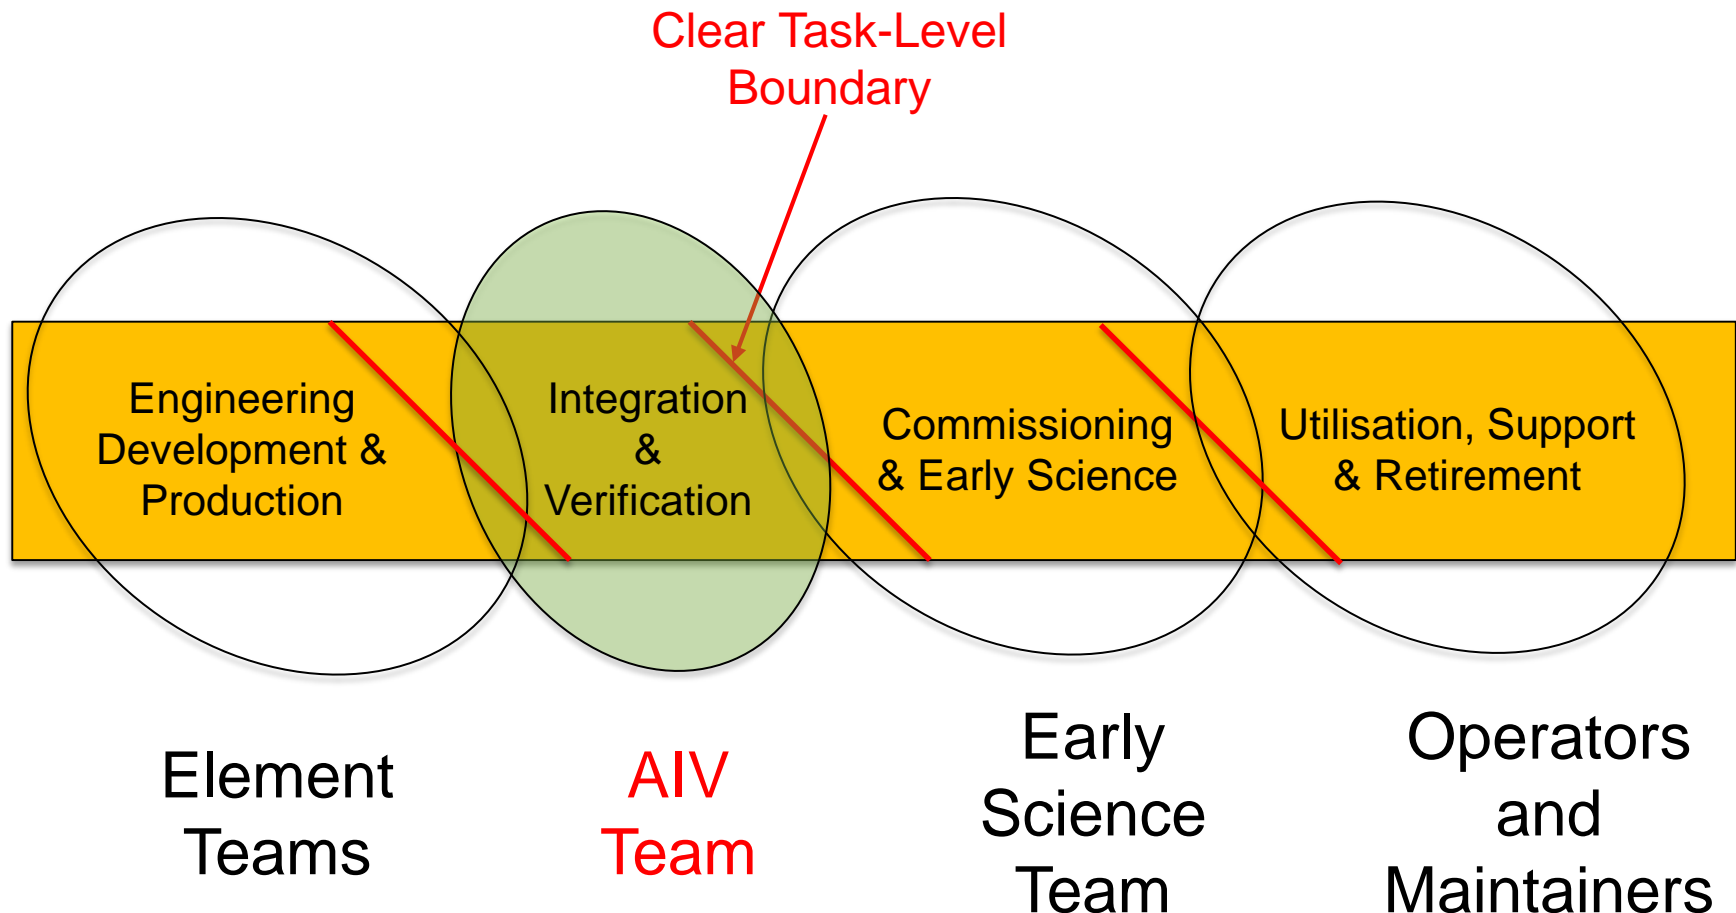 Clear Task-Level
Boundary
Engineering
Development &
Production
Integration
&
Verification
Commissioning
& Early Science
Utilisation, Support
& Retirement
Element
Teams
AIV
Team
Early
Science
Team
Operators
and
Maintainers